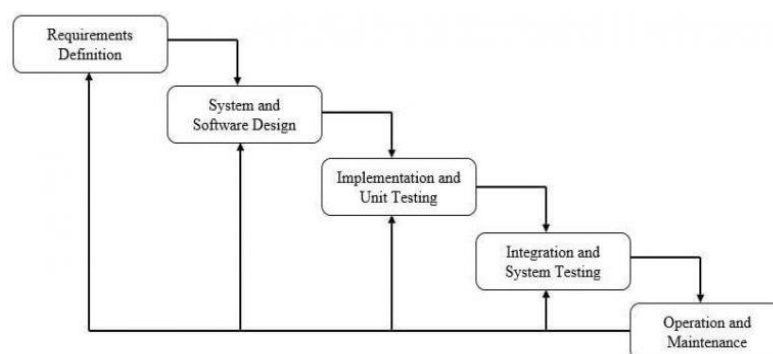 Requirements
Definition
System and
Software Design
Implementation and
Unit Testing
Integration and
System Testing
Operation and
Maintenance